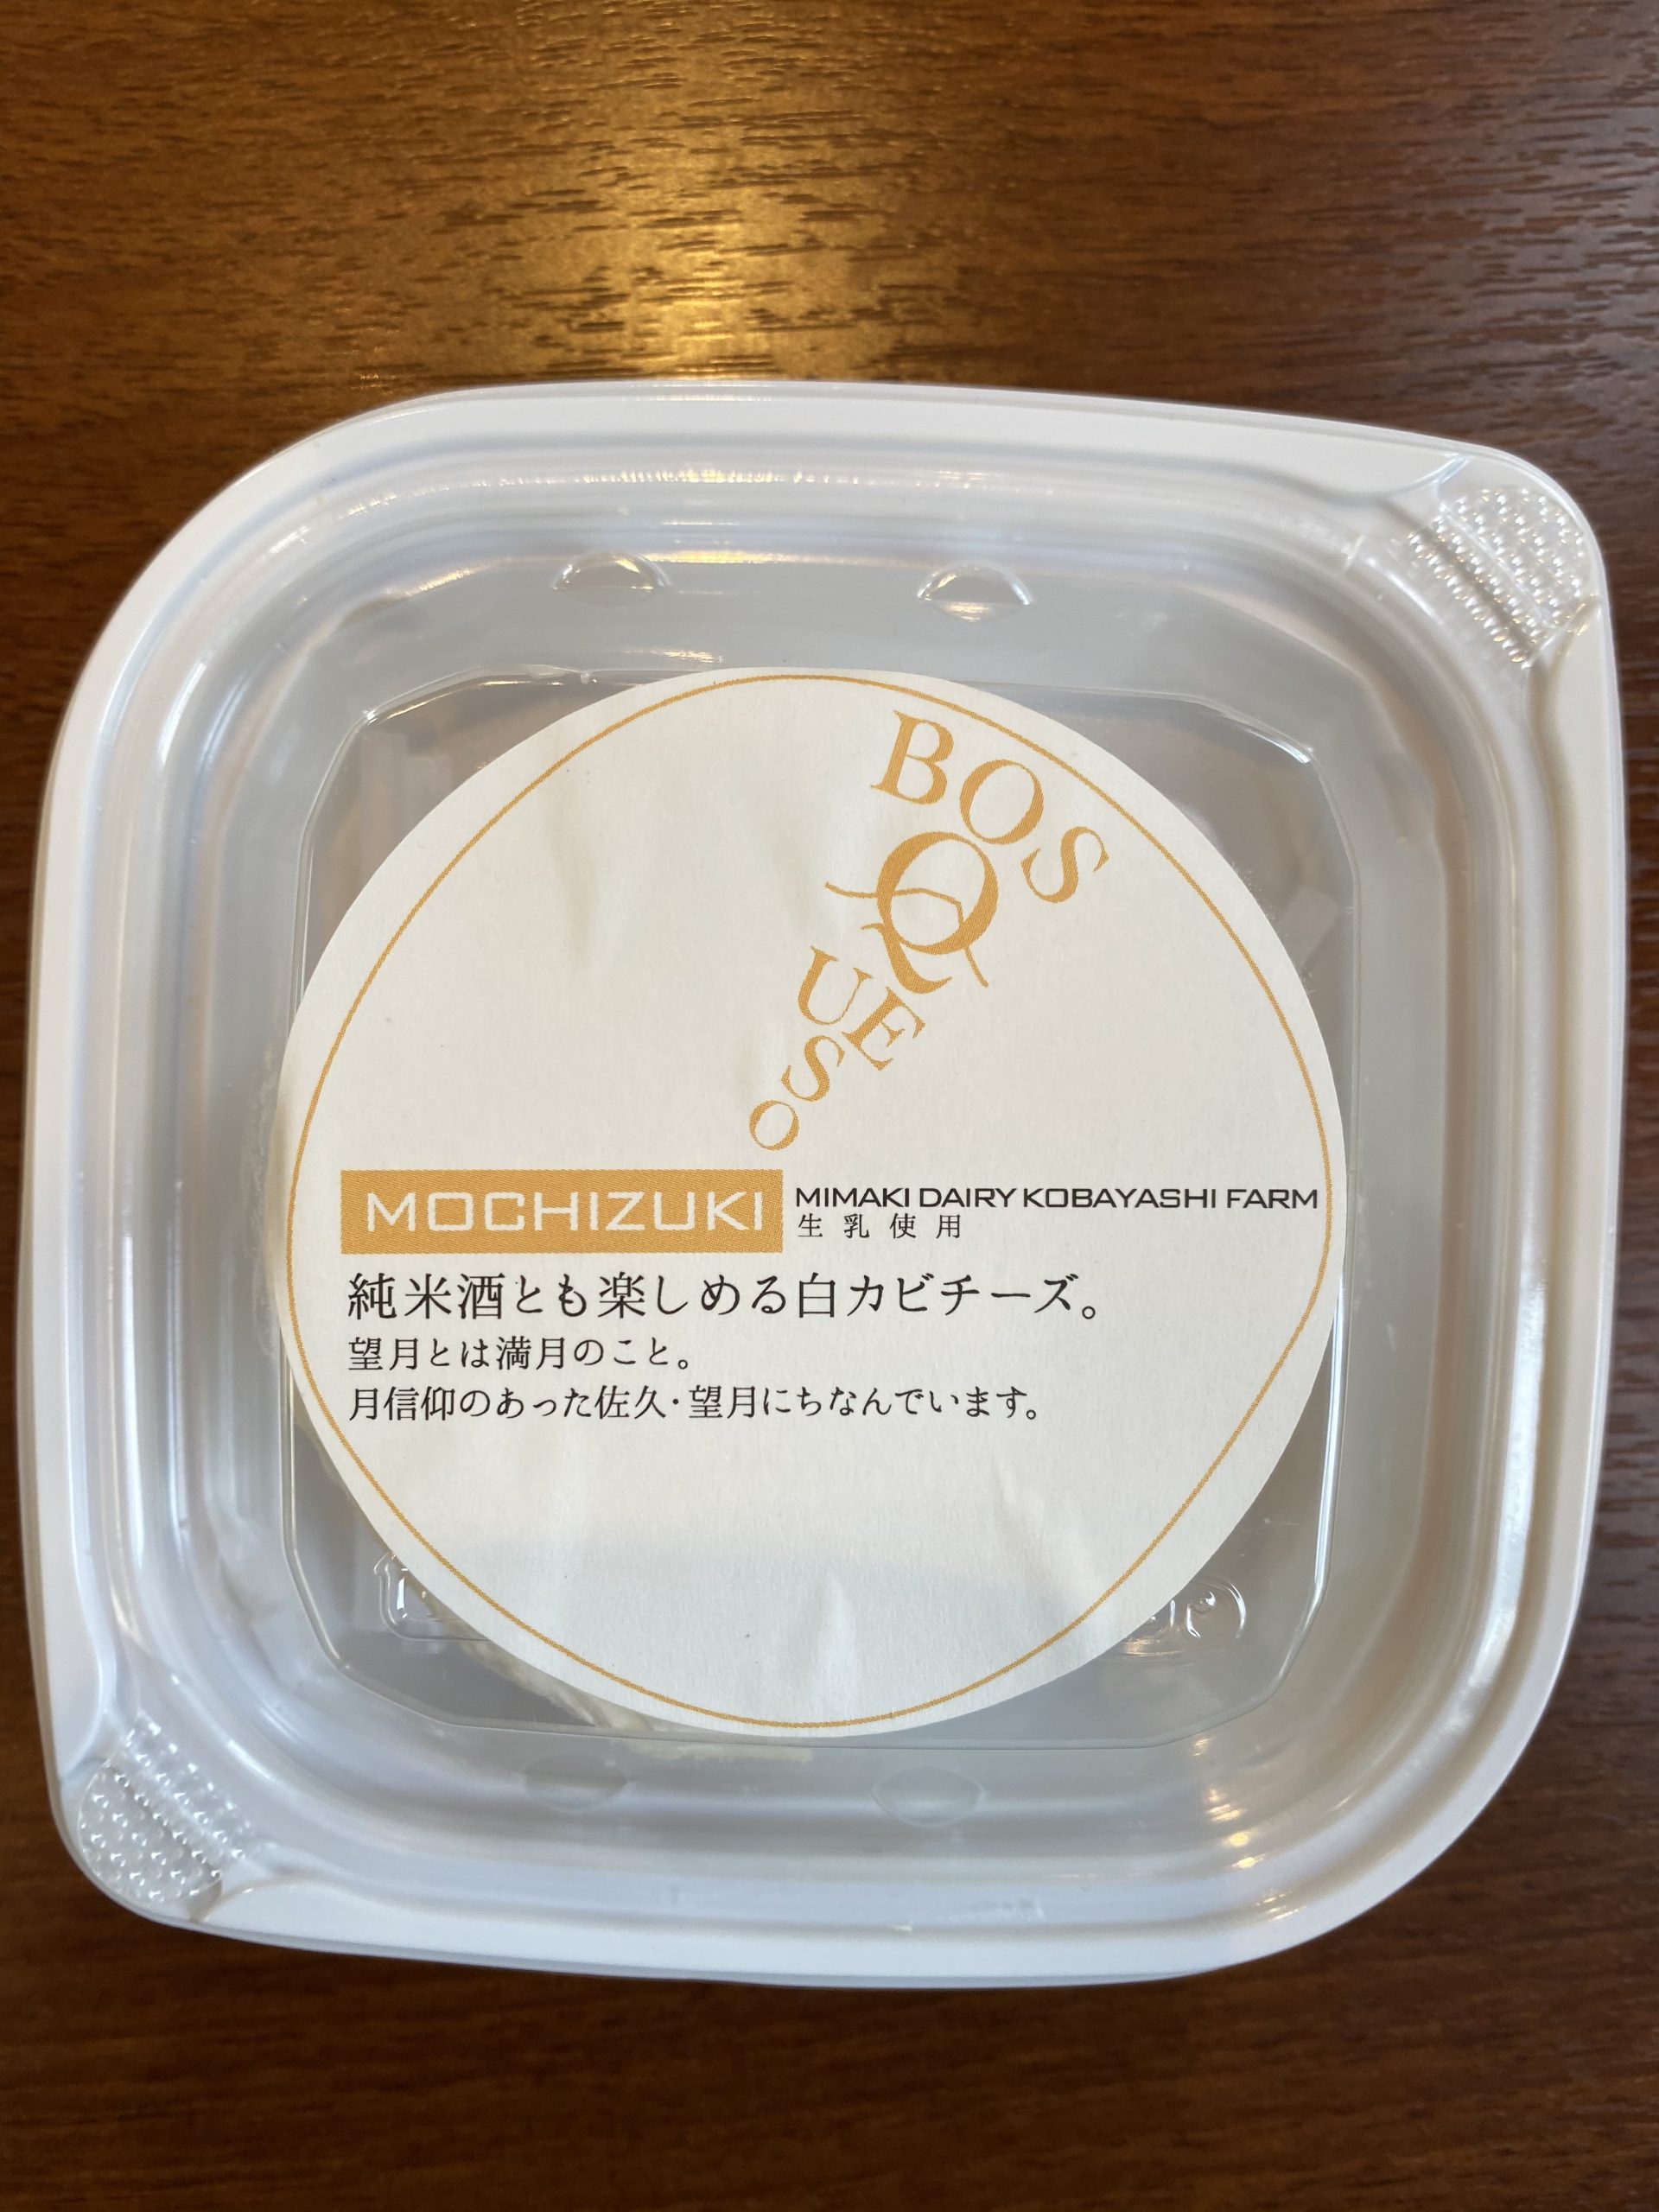 BOS
Q
UE
S
O
MOCHIZUKI
MIMAKI DAIRY KOBAYASHI FARM
生乳使用
純米酒とも楽しめる白カビチーズ。
望月とは満月のこと。
月信仰のあった佐久・望月にちなんでいます。